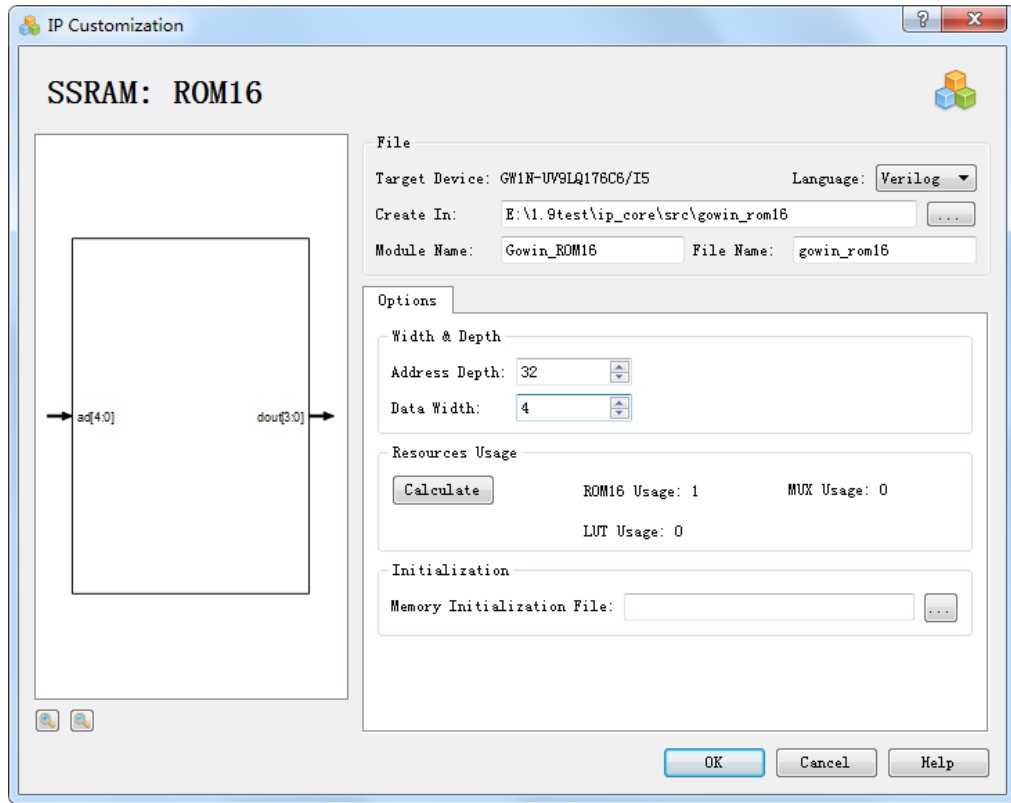 IP Customization
SSRAM: ROM16
File
Target Device: GW1N-UV9LQ176C6/I5 Language: Verilog
Create In: E:\1.9test\ip_core\src\gowin_rom16 ...
Module Name: Gowin_ROM16 File Name: gowin_rom16
Options
Width & Depth
Address Depth: 32
Data Width: 4
ad[4:0] dout[3:0]
Resources Usage
Calculate ROM16 Usage: 1 MUX Usage: 0
LUT Usage: 0
Initialization
Memory Initialization File: ...
OK Cancel Help